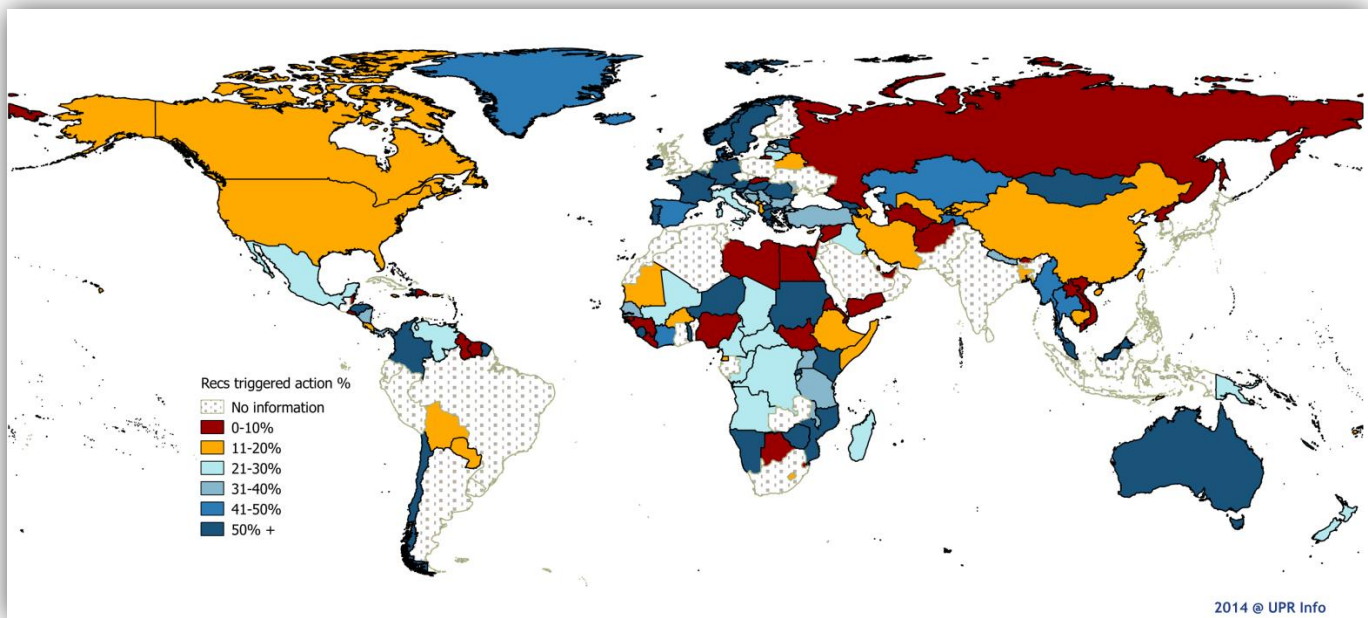 Recs triggered action %
No information
0-10%
11-20%
21-30%
31-40%
41-50%
50% +
2014 @ UPR Info